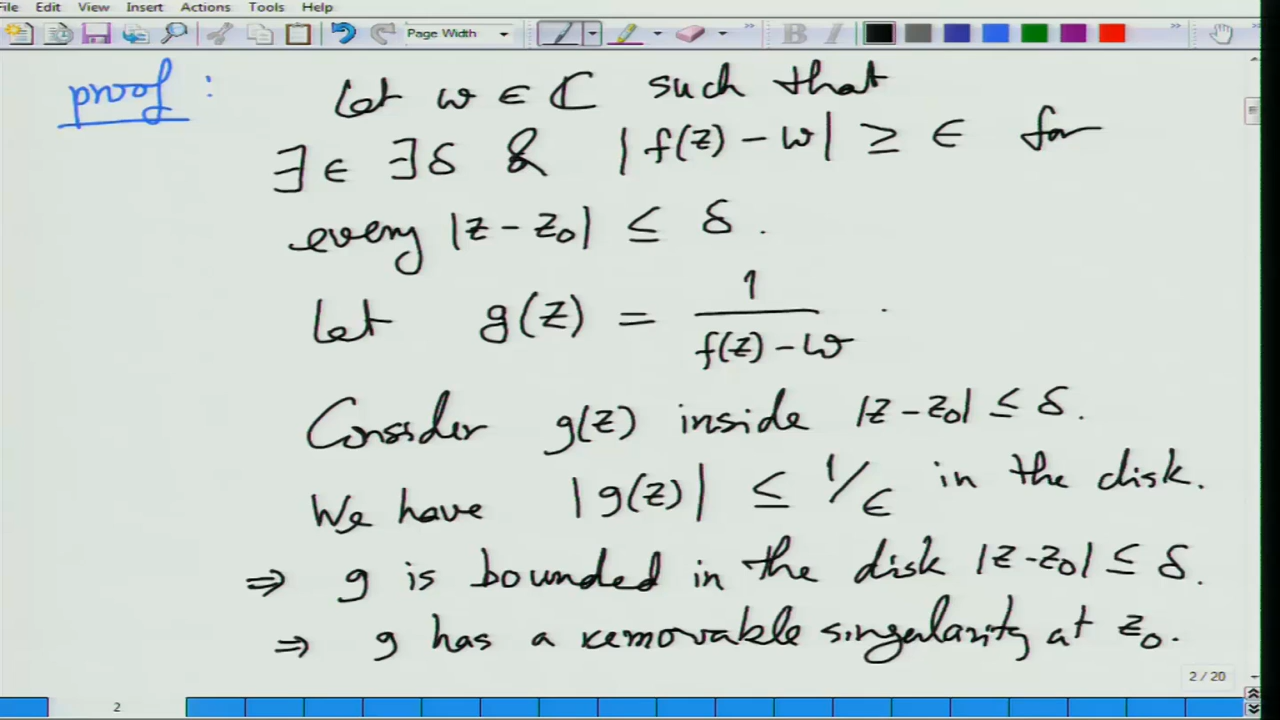 File Edit View Insert Actions Tools Help
Page Width
proof :
Let w ∈ ℂ such that
∃ ϵ ∃ δ & |f(z) - w| ≥ ϵ for
every |z - z₀| ≤ δ.
Let g(z) = 1/(f(z) - w)
Consider g(z) inside |z - z₀| ≤ δ.
We have |g(z)| ≤ 1/ϵ in the disk.
⇒ g is bounded in the disk |z - z₀| ≤ δ.
⇒ g has a removable singularity at z₀.
2 / 20
2